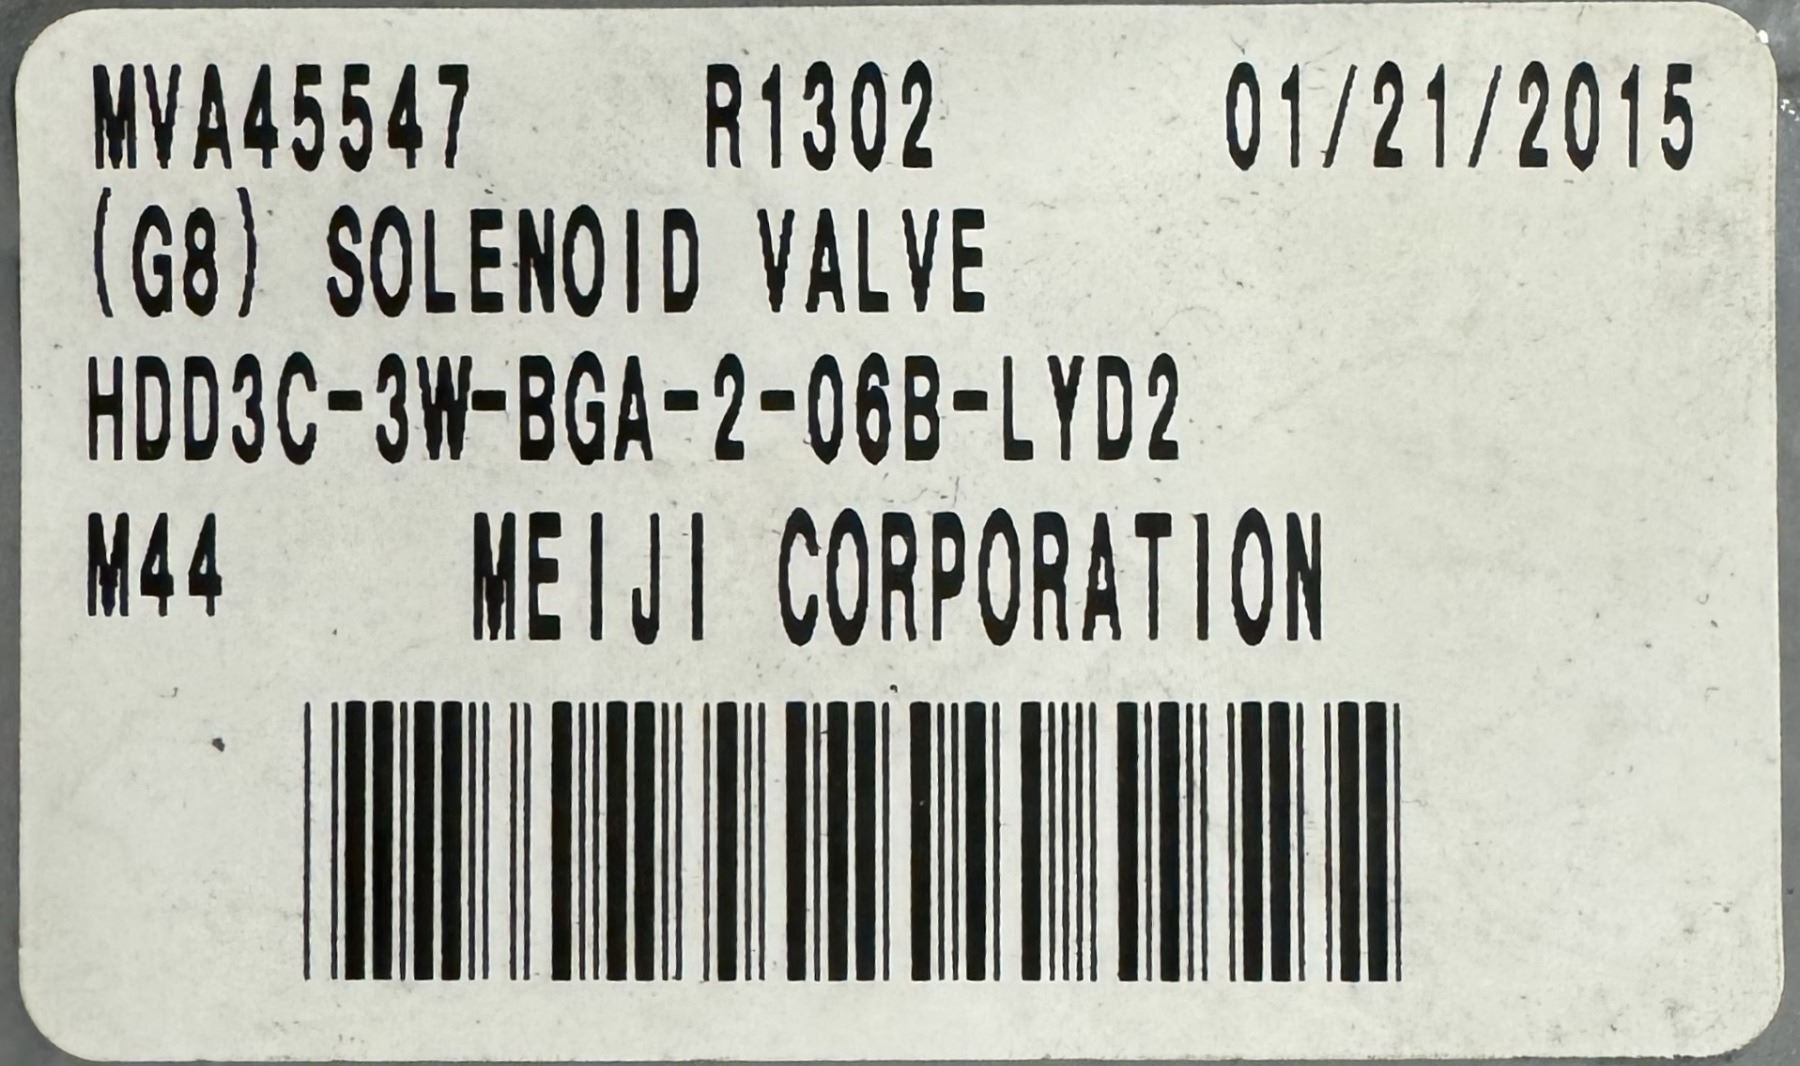 MVA45547 R1302 01/21/2015
(G8) SOLENOID VALVE
HDD3C-3W-BGA-2-06B-LYD2
M44 MEIJI CORPORATION